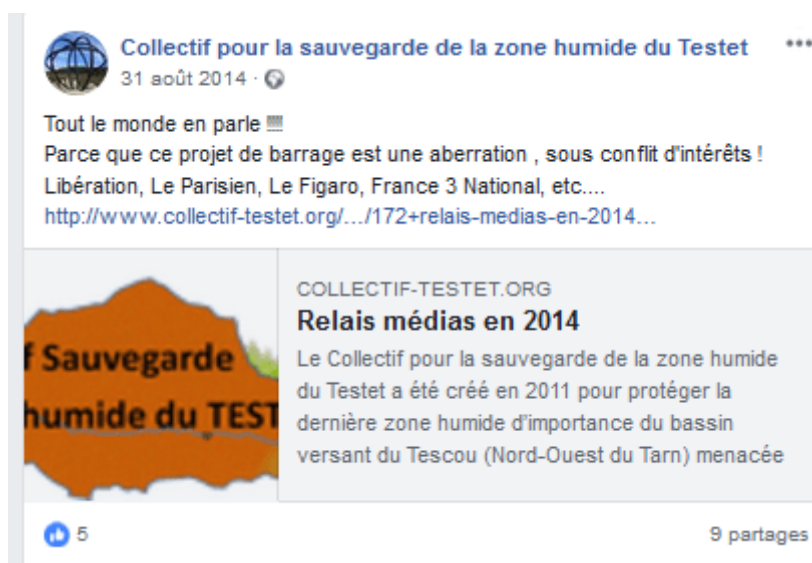 Collectif pour la sauvegarde de la zone humide du Testet
31 août 2014 ·
Tout le monde en parle !!!!!
Parce que ce projet de barrage est une aberration , sous conflit d'intérêts !
Libération, Le Parisien, Le Figaro, France 3 National, etc....
http://www.collectif-testet.org/.../172+relais-medias-en-2014...
f Sauvegarde
humide du TEST
COLLECTIF-TESTET.ORG
Relais médias en 2014
Le Collectif pour la sauvegarde de la zone humide
du Testet a été créé en 2011 pour protéger la
dernière zone humide d'importance du bassin
versant du Tescou (Nord-Ouest du Tarn) menacée
5
9 partages